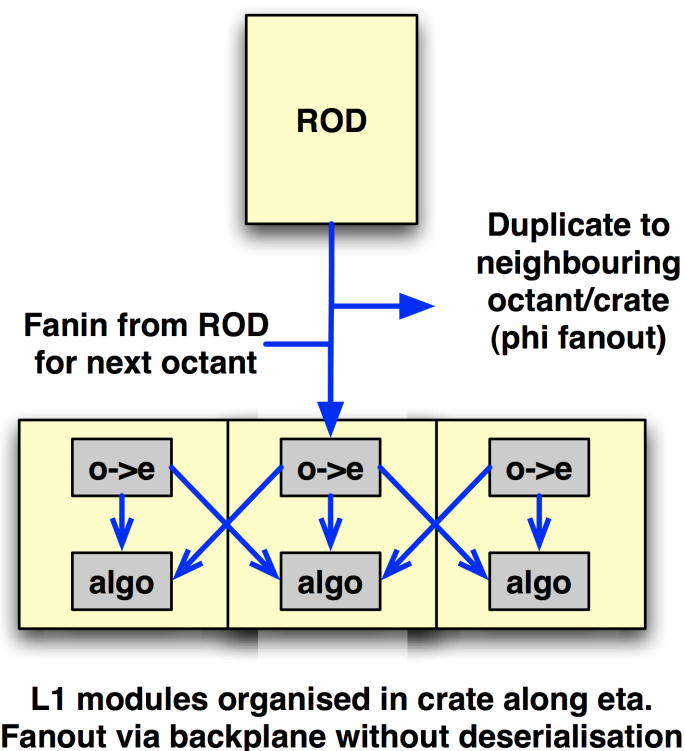 ROD
Duplicate to
neighbouring
octant/crate
(phi fanout)
Fanin from ROD
for next octant
o->e
o->e
o->e
algo
algo
algo
L1 modules organised in crate along eta.
Fanout via backplane without deserialisation